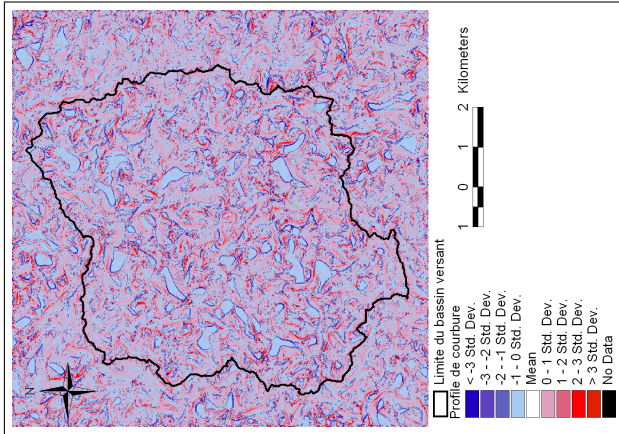 N
Limite du bassin versant
Profile de courbure
< -3 Std. Dev.
-3 - -2 Std. Dev.
-2 - -1 Std. Dev.
-1 - 0 Std. Dev.
Mean
0 - 1 Std. Dev.
1 - 2 Std. Dev.
2 - 3 Std. Dev.
> 3 Std. Dev.
No Data
1 0 1 2 Kilometers